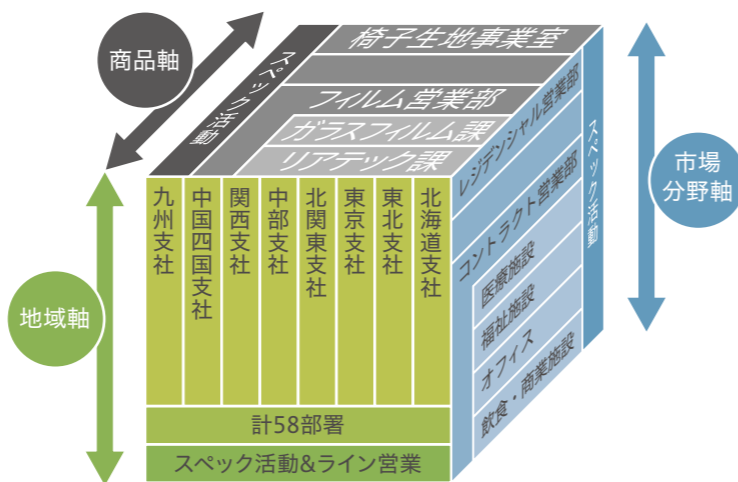 商品軸
スペック活動
椅子生地事業室
フィルム営業部
ガラスフィルム課
リアテック課
レジデンシャル営業部
コントラクト営業部
医療施設
福祉施設
オフィス
飲食・商業施設
スペック活動
市場
分野軸
地域軸
九州支社
中国四国支社
関西支社
中部支社
北関東支社
東京支社
東北支社
北海道支社
計58部署
スペック活動&ライン営業